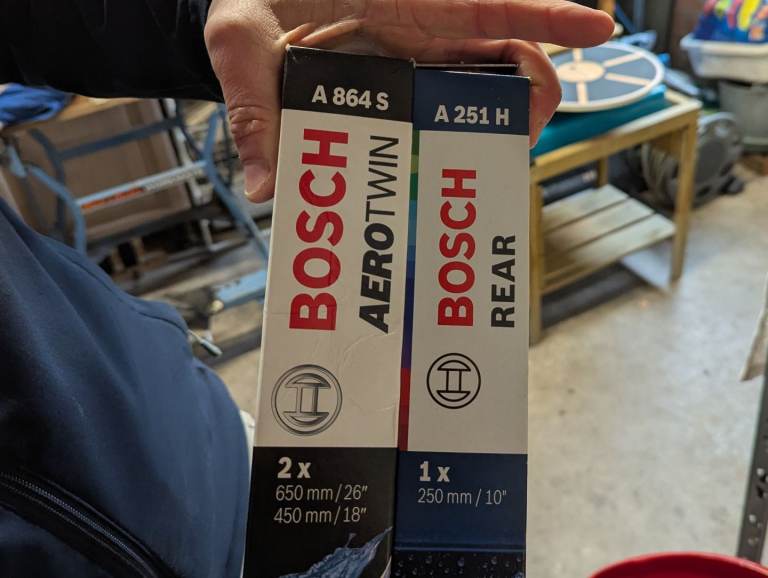 A 864 S
BOSCH
AEROTWIN
2 x
650 mm / 26"
450 mm / 18"
A 251 H
BOSCH
REAR
1 x
250 mm / 10"